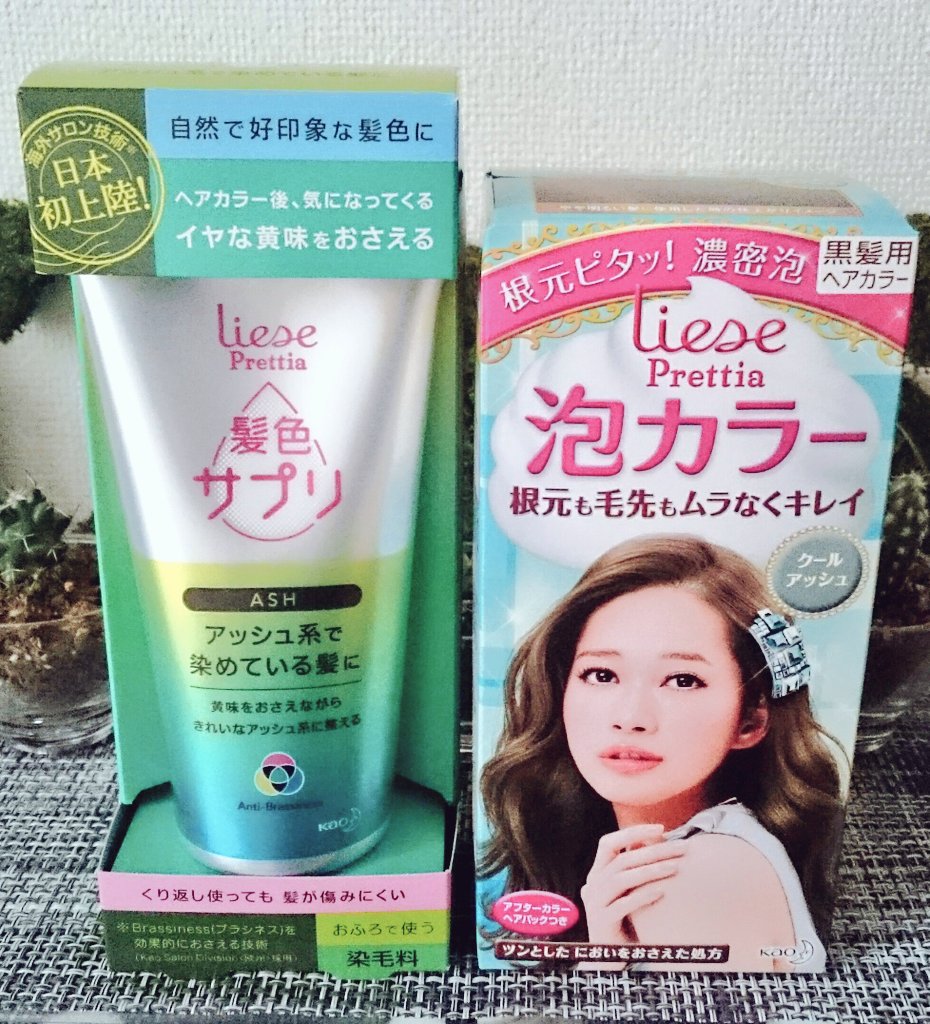 海外サロン技術※
日本
初上陸!
自然で好印象な髪色に
ヘアカラー後、気になってくる
イヤな黄味をおさえる
Liese
Prettia
髪色
サプリ
ASH
アッシュ系で
染めている髪に
黄味をおさえながら
きれいなアッシュ系に整える
Anti-Brassiness
Kao
くり返し使っても 髪が傷みにくい
※Brassiness(ブラシネス)を
効果的におさえる技術
(Kao Salon Division(欧州)採用)
おふろで使う
染毛料
根元ピタッ! 濃密泡
黒髪用
ヘアカラー
Liese
Prettia
泡カラー
根元も毛先もムラなくキレイ
クール
アッシュ
アフターカラー
ヘアパックつき
ツンとした においをおさえた処方
Kao